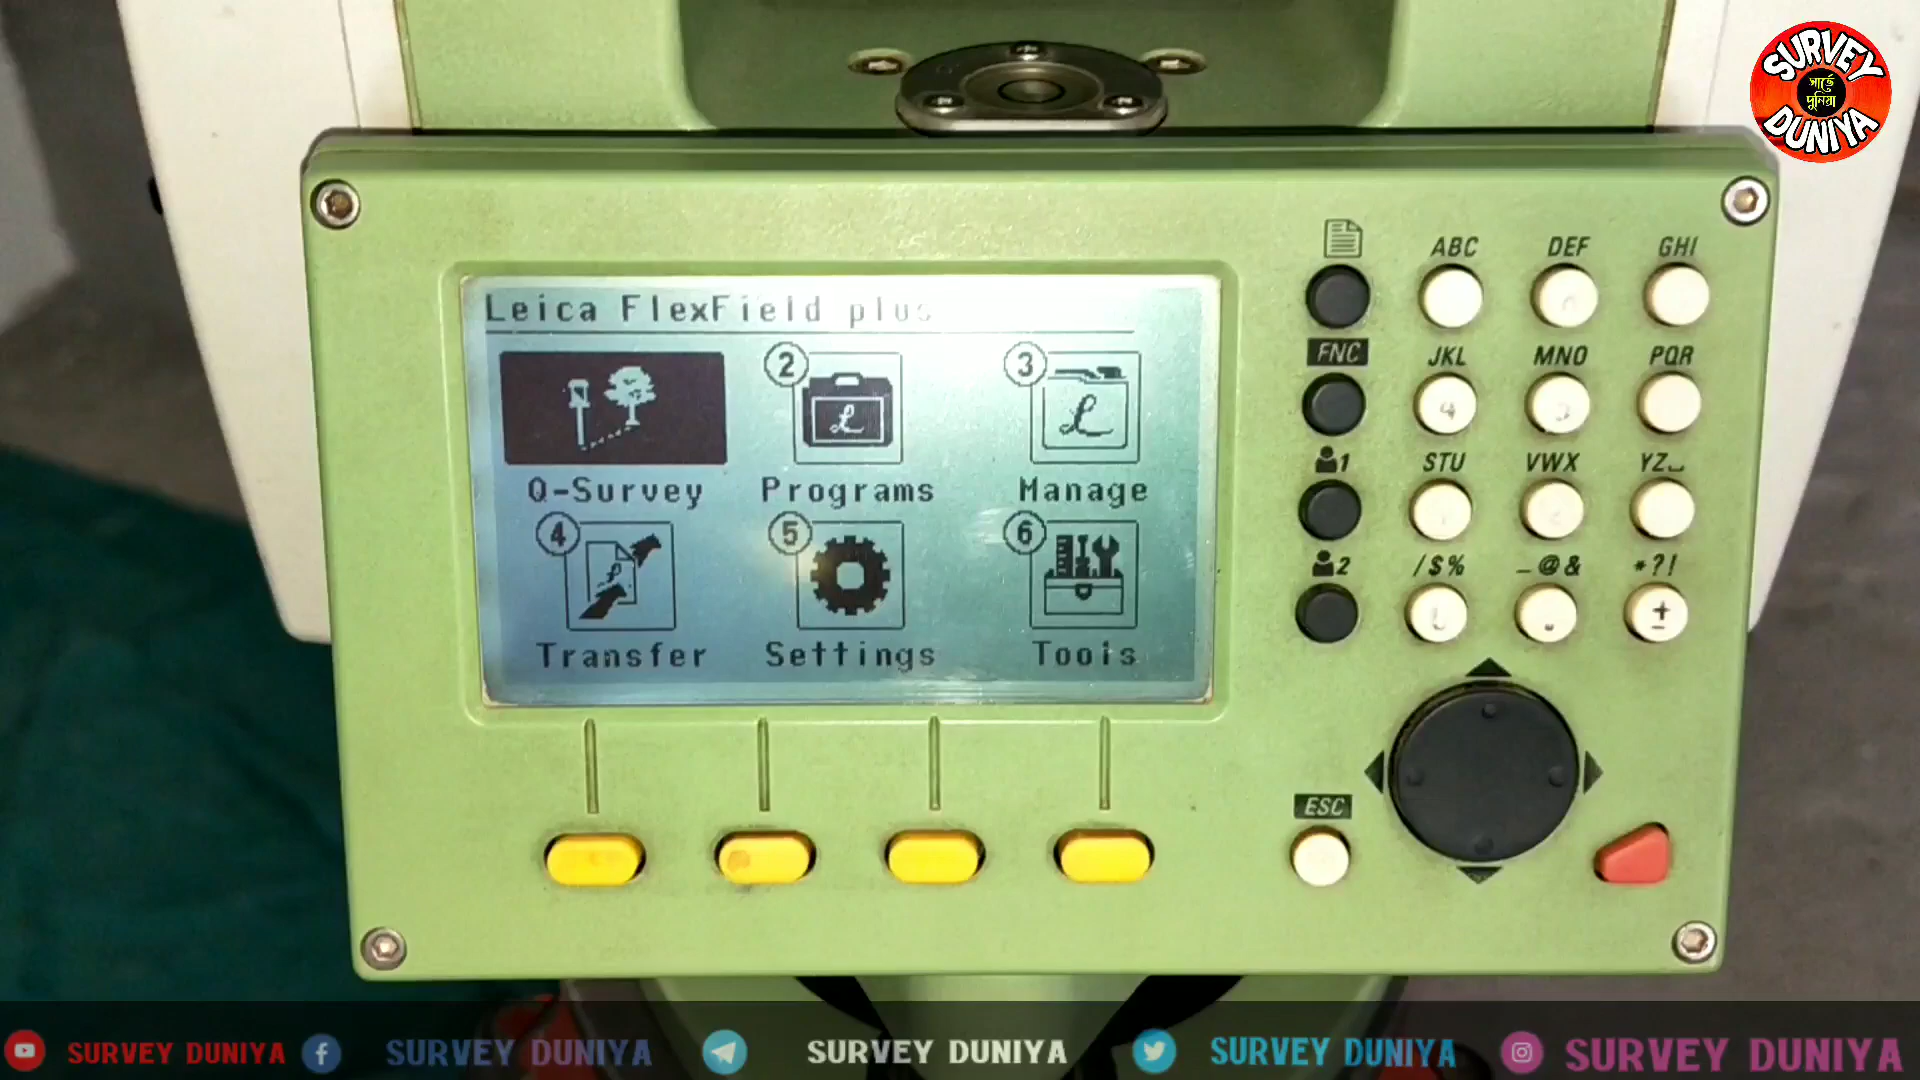 SURVEY
সার্ভে
দুনিয়া
DUNIYA
Leica FlexField plus
2
3
Q-Survey
Programs
Manage
4
5
6
Transfer
Settings
Tools
ABC
DEF
GHI
FNC
JKL
MNO
PQR
4
1
STU
VWX
YZ⎵
2
/$%
_@&
*?!
.
±
ESC
SURVEY DUNIYA
SURVEY DUNIYA
SURVEY DUNIYA
SURVEY DUNIYA
SURVEY DUNIYA